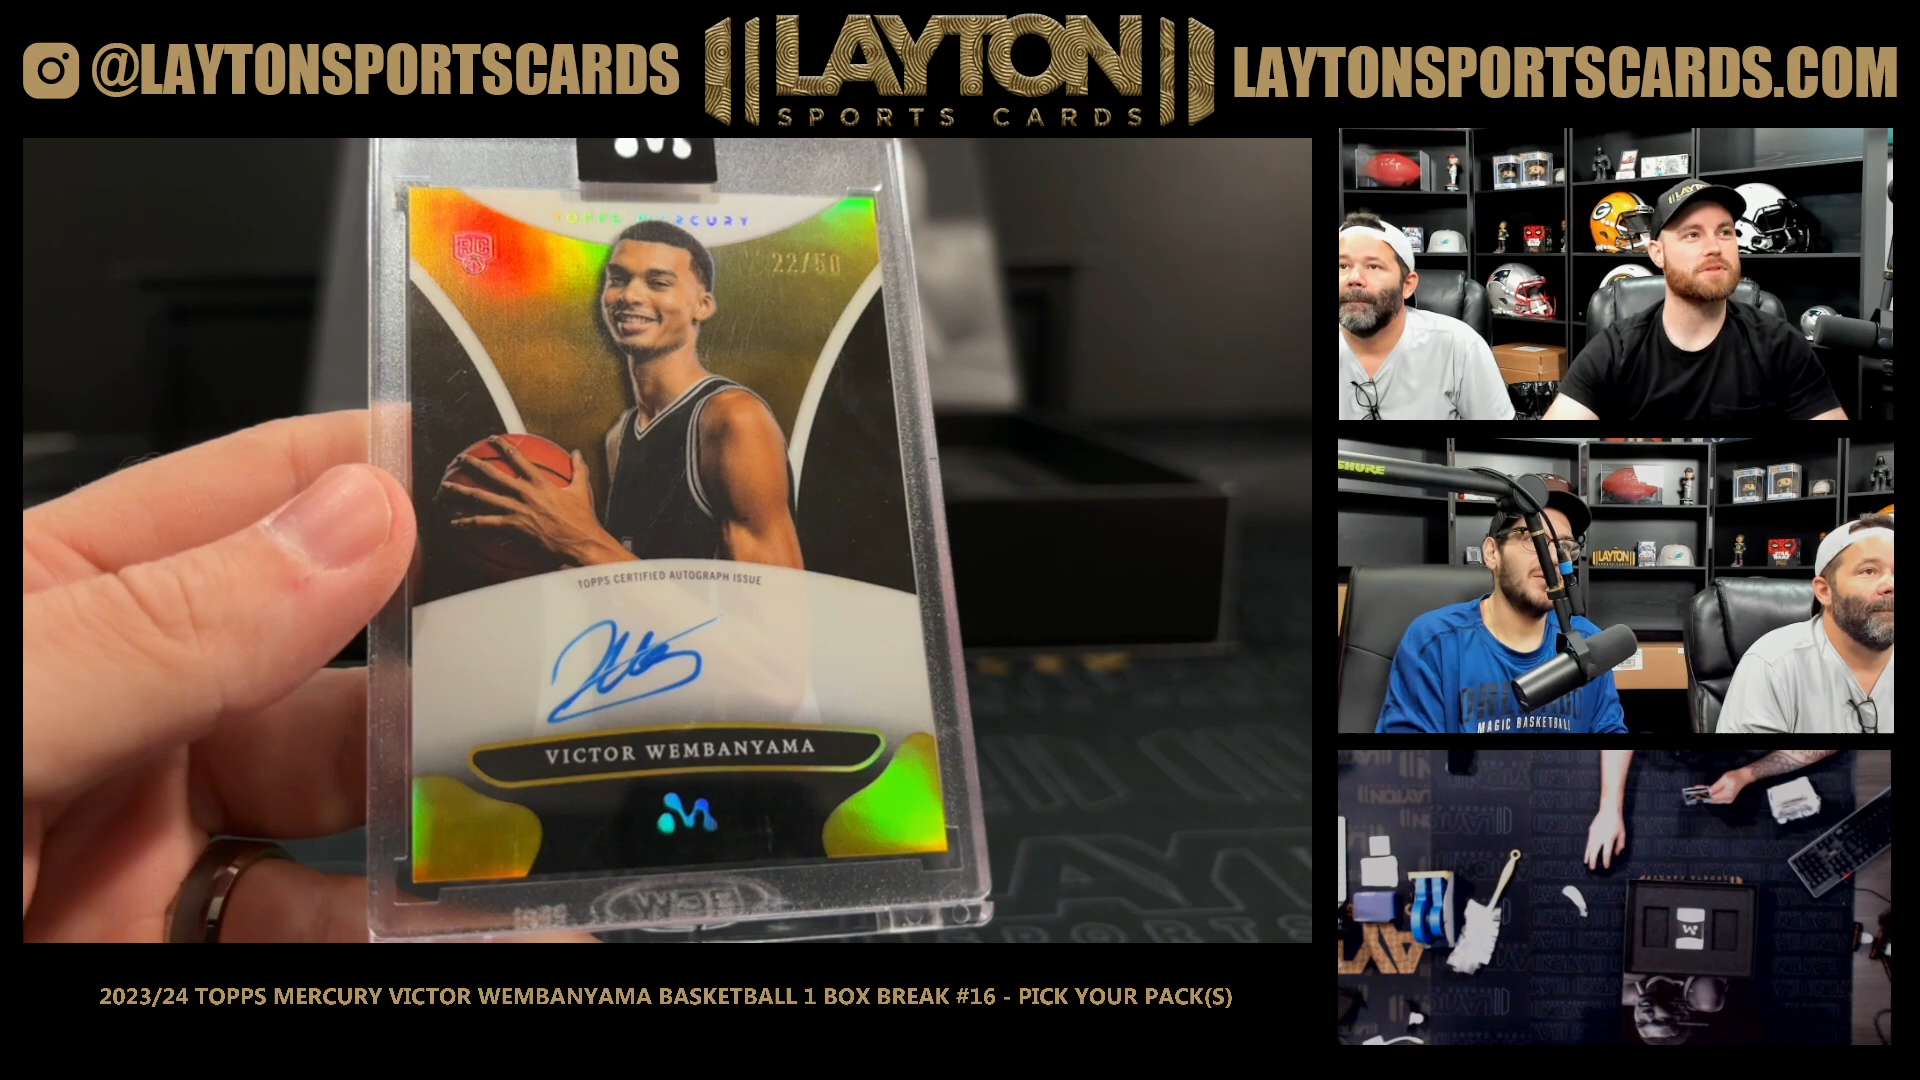 @LAYTONSPORTSCARDS
LAYTON
SPORTS CARDS
LAYTONSPORTSCARDS.COM
TOPPS MERCURY
RC
22/50
TOPPS CERTIFIED AUTOGRAPH ISSUE
VICTOR WEMBANYAMA
SHURE
LAYTON
MAGIC BASKETBALL
2023/24 TOPPS MERCURY VICTOR WEMBANYAMA BASKETBALL 1 BOX BREAK #16 - PICK YOUR PACK(S)